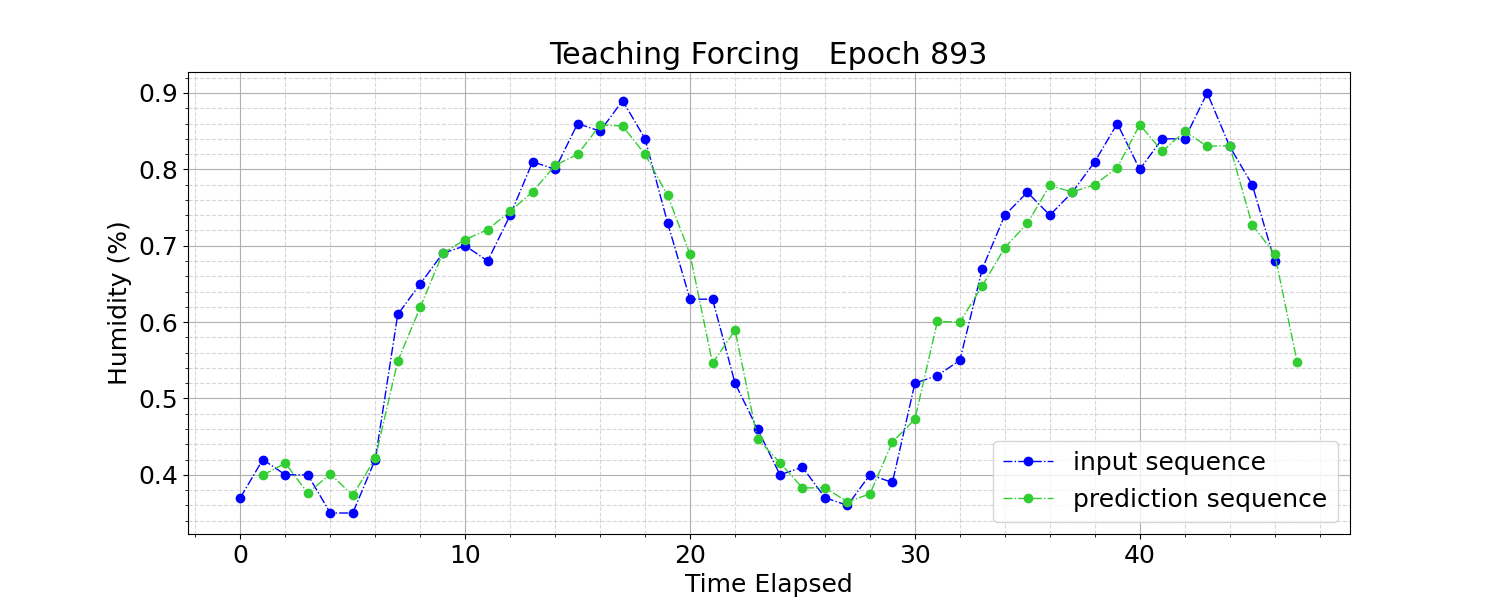 Teaching Forcing   Epoch 893
0.9
0.8
0.7
0.6
0.5
0.4
Humidity (%)
input sequence
prediction sequence
0 10 20 30 40
Time Elapsed